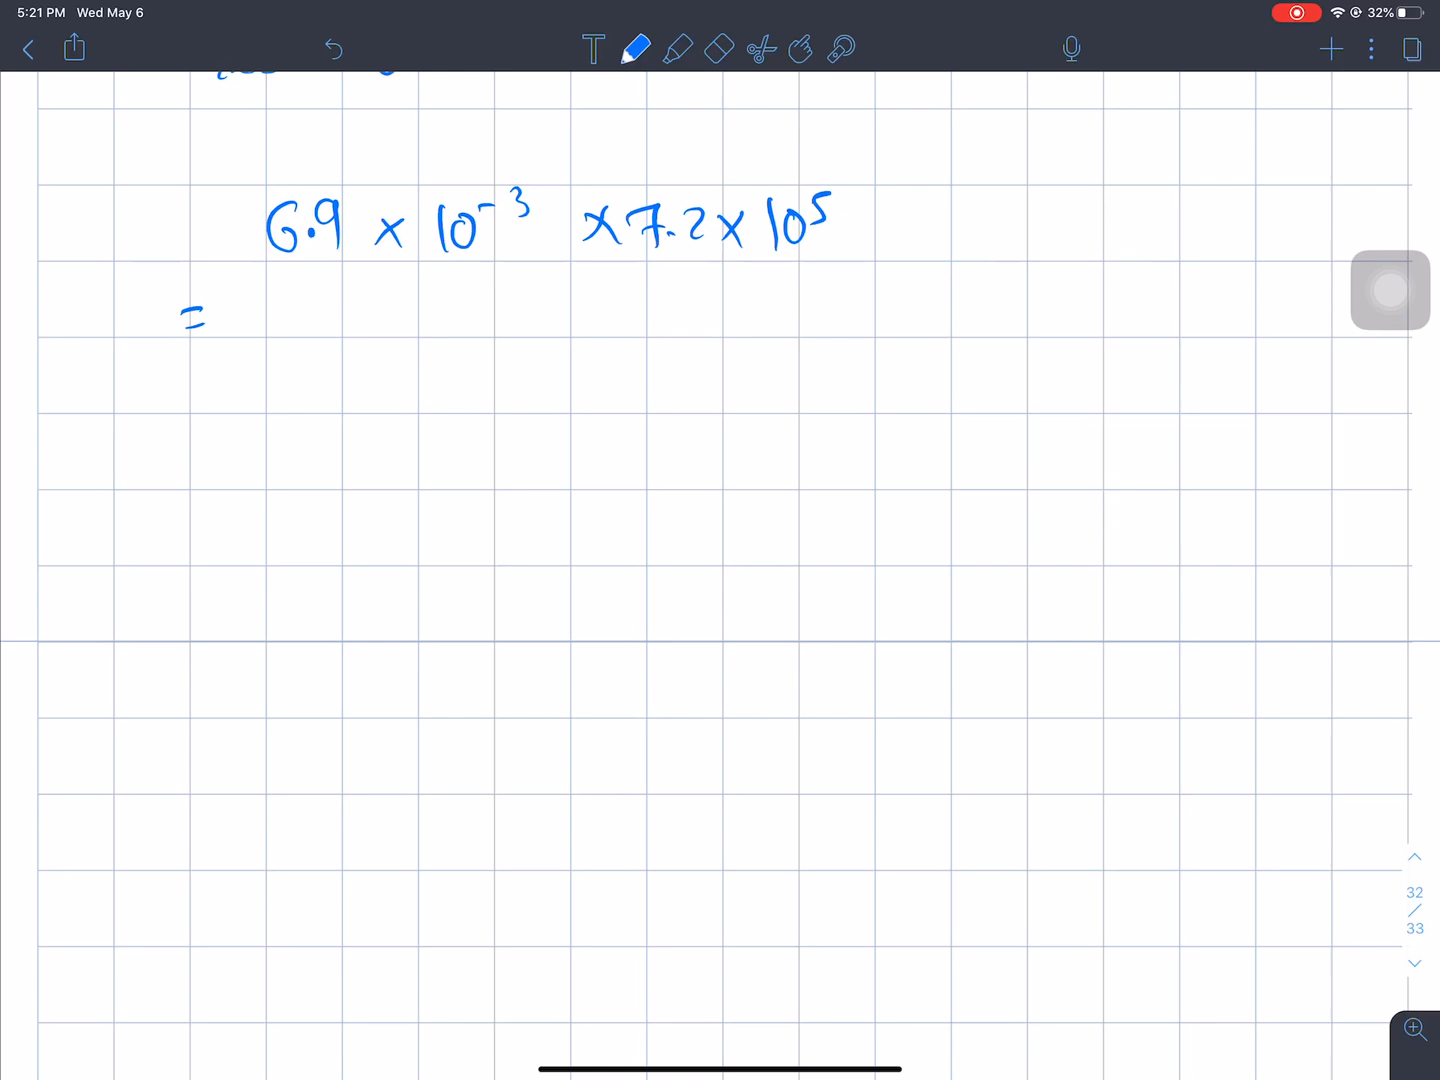 5:21 PM Wed May 6
32%
6.9 × 10⁻³ × 7.2 × 10⁵
=
32
/
33